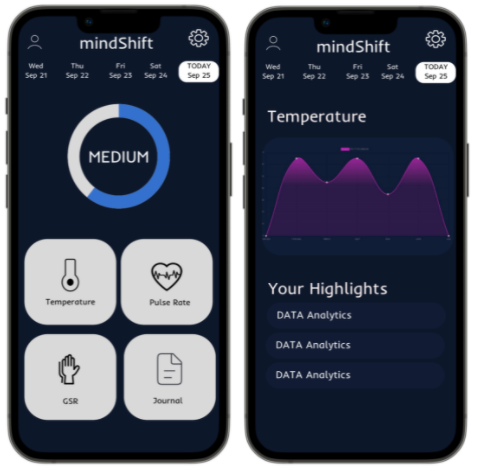 mindShift
Wed Thu Fri Sat TODAY
Sep 21 Sep 22 Sep 23 Sep 24 Sep 25
MEDIUM
Temperature
Pulse Rate
GSR
Journal
mindShift
Wed Thu Fri Sat TODAY
Sep 21 Sep 22 Sep 23 Sep 24 Sep 25
Temperature
Your Highlights
DATA Analytics
DATA Analytics
DATA Analytics